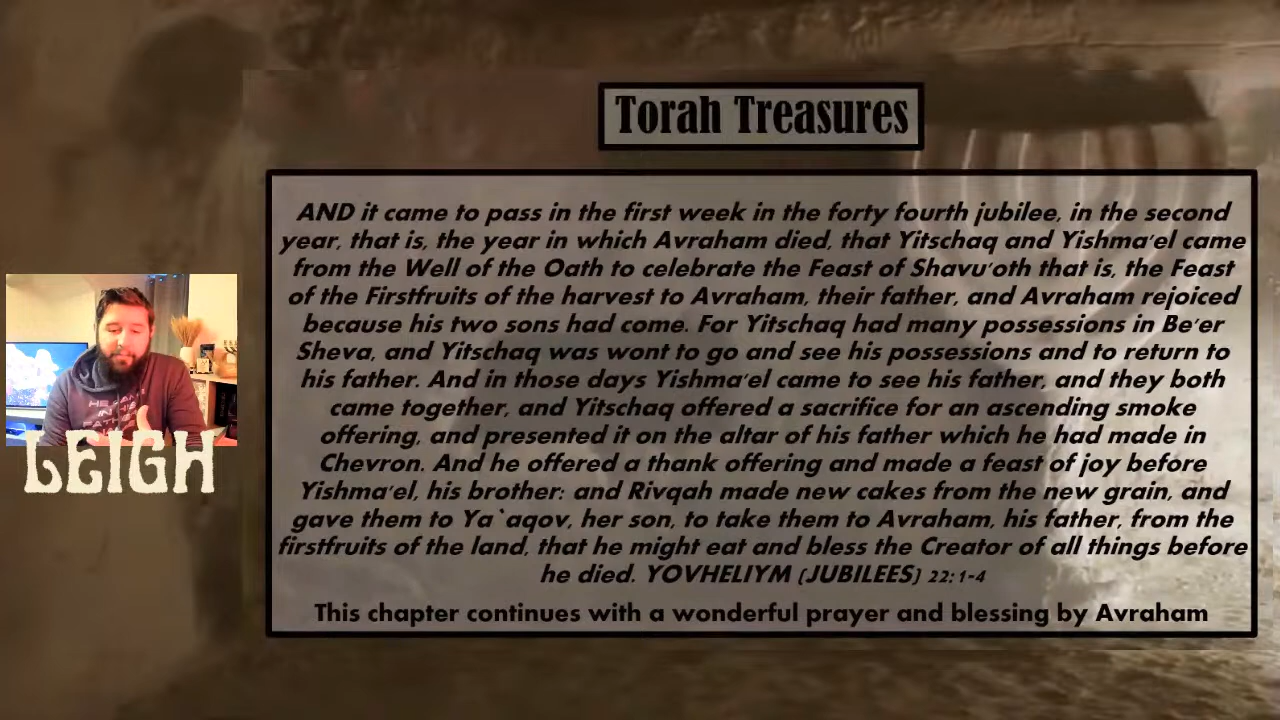 Torah Treasures
AND it came to pass in the first week in the forty fourth jubilee, in the second
year, that is, the year in which Avraham died, that Yitschaq and Yishma'el came
from the Well of the Oath to celebrate the Feast of Shavu'oth that is, the Feast
of the Firstfruits of the harvest to Avraham, their father, and Avraham rejoiced
because his two sons had come. For Yitschaq had many possessions in Be'er
Sheva, and Yitschaq was wont to go and see his possessions and to return to
his father. And in those days Yishma'el came to see his father, and they both
came together, and Yitschaq offered a sacrifice for an ascending smoke
offering, and presented it on the altar of his father which he had made in
Chevron. And he offered a thank offering and made a feast of joy before
Yishma'el, his brother: and Rivqah made new cakes from the new grain, and
gave them to Ya`aqov, her son, to take them to Avraham, his father, from the
firstfruits of the land, that he might eat and bless the Creator of all things before
he died. YOVHELIYM (JUBILEES) 22:1-4
This chapter continues with a wonderful prayer and blessing by Avraham
LEIGH